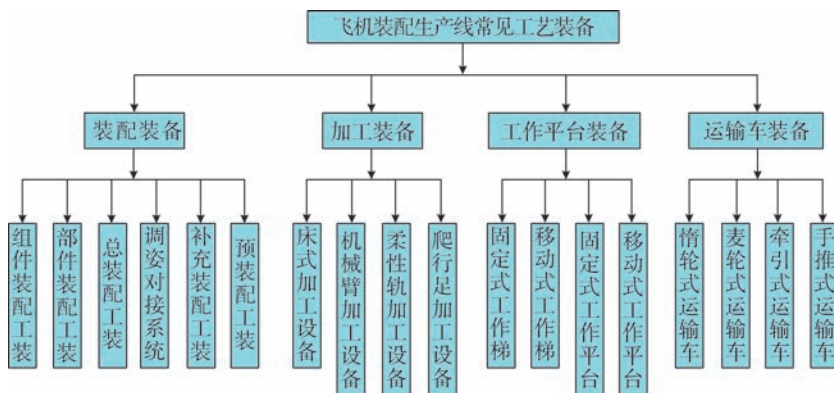 飞机装配生产线常见工艺装备
装配装备
加工装备
工作平台装备
运输车装备
组件装配工装
部件装配工装
总装配工装
调姿对接系统
补充装配工装
预装配工装
床式加工设备
机械臂加工设备
柔性轨加工设备
爬行足加工设备
固定式工作梯
移动式工作梯
固定式工作平台
移动式工作平台
惰轮式运输车
麦轮式运输车
牵引式运输车
手推式运输车